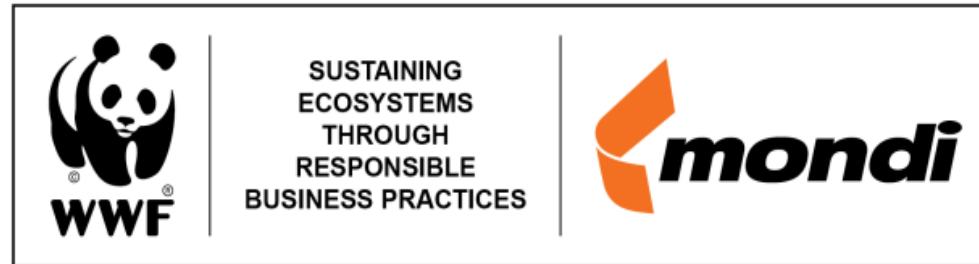 ©
®
WWF
SUSTAINING
ECOSYSTEMS
THROUGH
RESPONSIBLE
BUSINESS PRACTICES
mondi